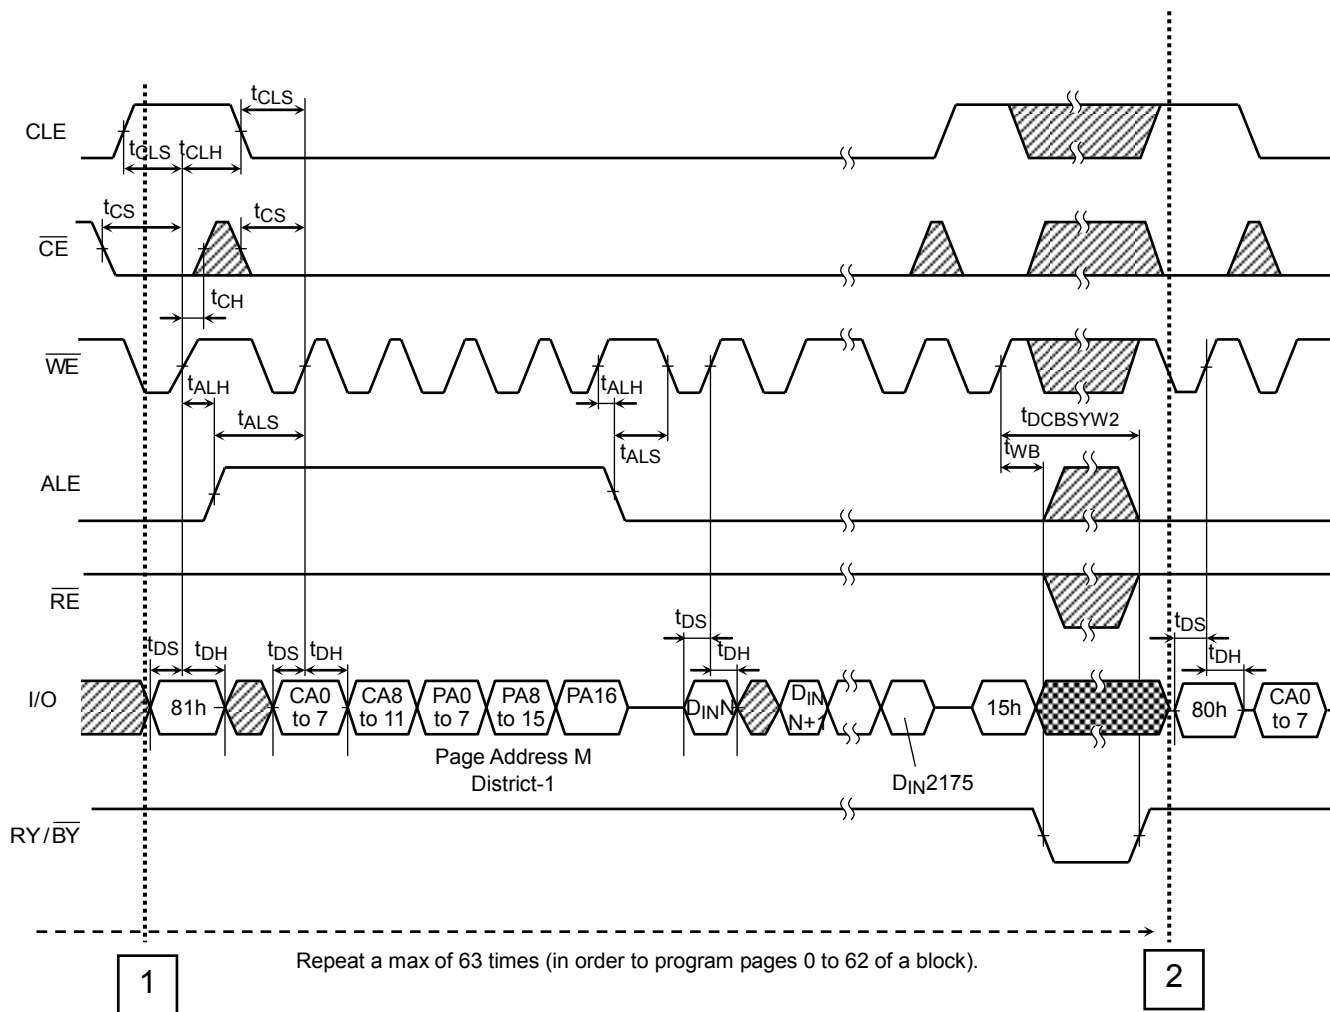 tCLS
CLE
tCLS tCLH
tCS tCS
CE
tCH
WE
tALH tALH
tDCBSYW2
tALS tWB
tALS
ALE
RE
tDS tDS
tDS tDH tDS tDH tDH tDH
I/O 81h CA0 to 7 CA8 to 11 PA0 to 7 PA8 to 15 PA16 DINN DIN N+1 15h 80h CA0 to 7
Page Address M
District-1
DIN2175
RY/BY
Repeat a max of 63 times (in order to program pages 0 to 62 of a block).
1 2